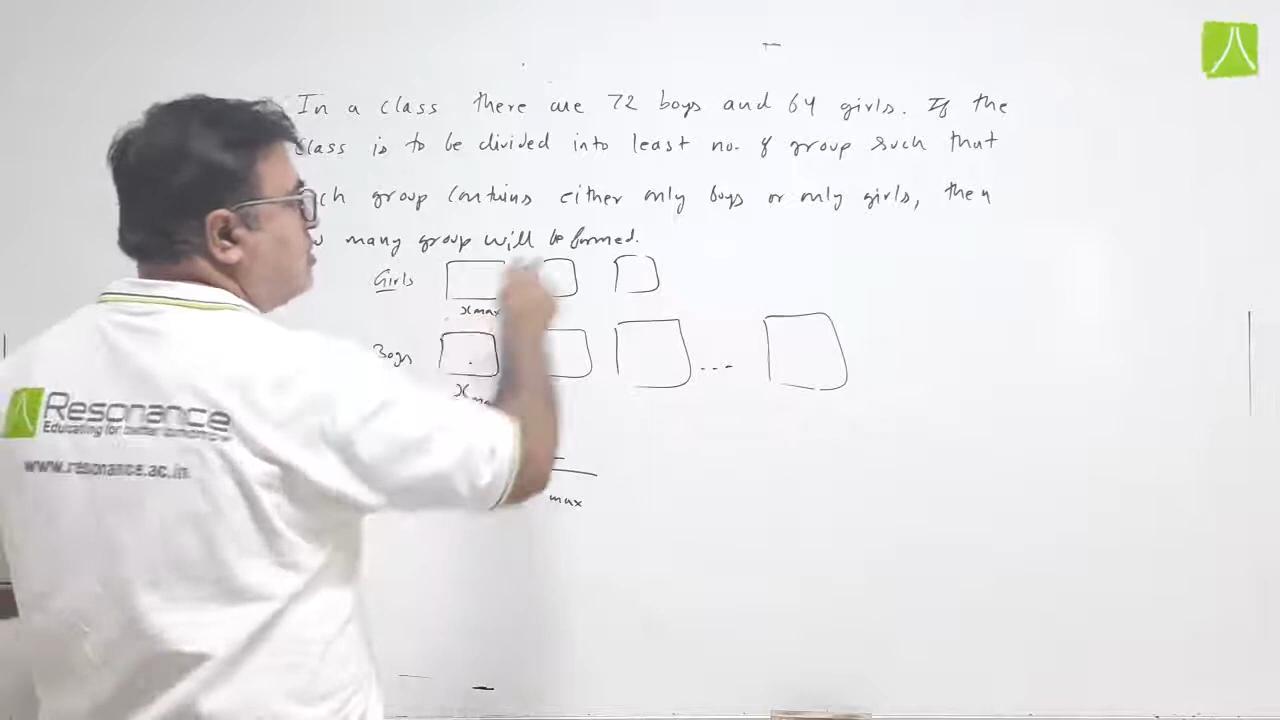 In a class there are 72 boys and 64 girls. If the
class is to be divided into least no. of group such that
group contains either only boys or only girls, then
many group will be formed.
Girls
x max
Boys
x
...
max
Resonance
Educating for better tomorrow
www.resonance.ac.in